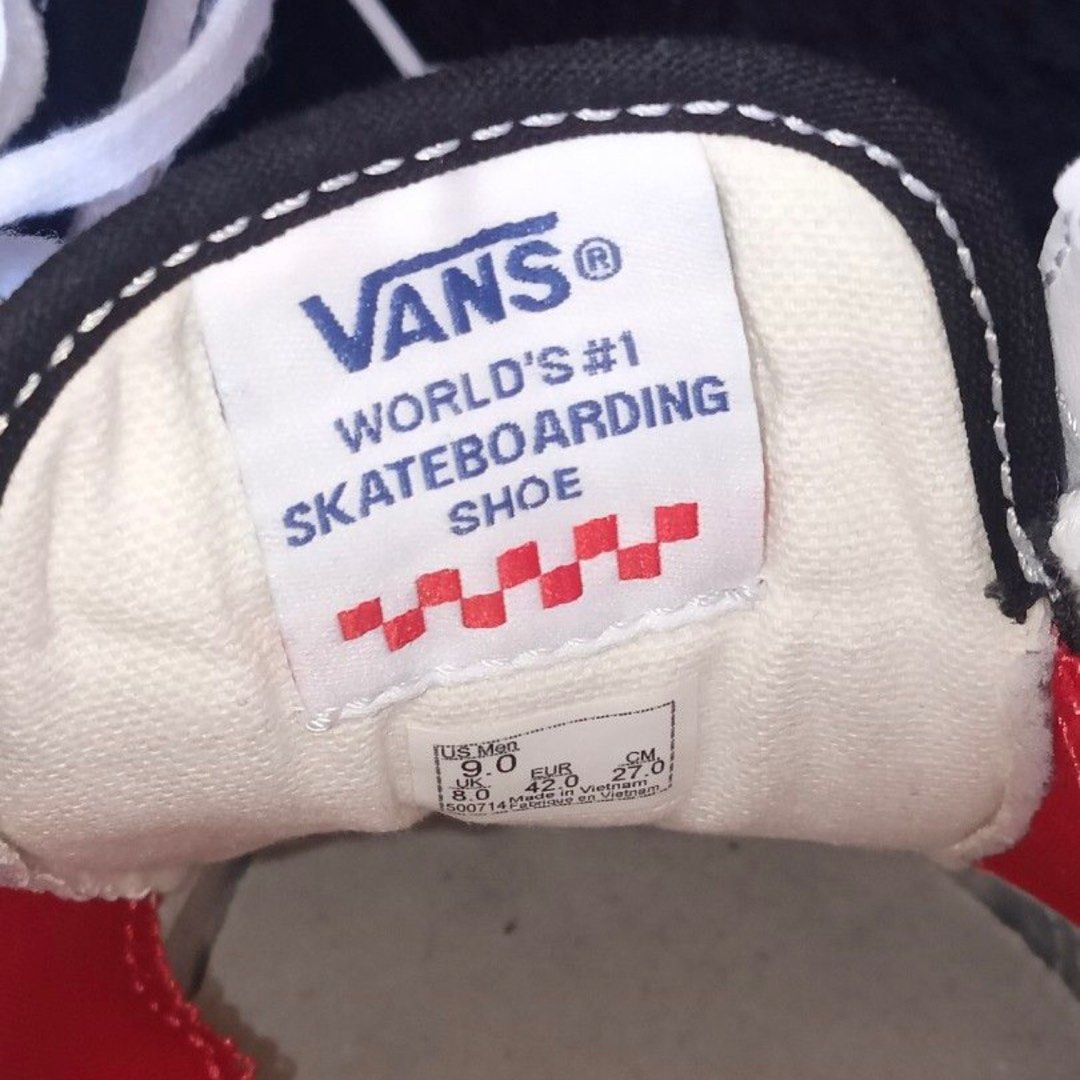 VANS®
WORLD'S #1
SKATEBOARDING
SHOE
US.Men
9.0
UK EUR CM
8.0 42.0 27.0
500714 Made in Vietnam
Fabriqué en Vietnam